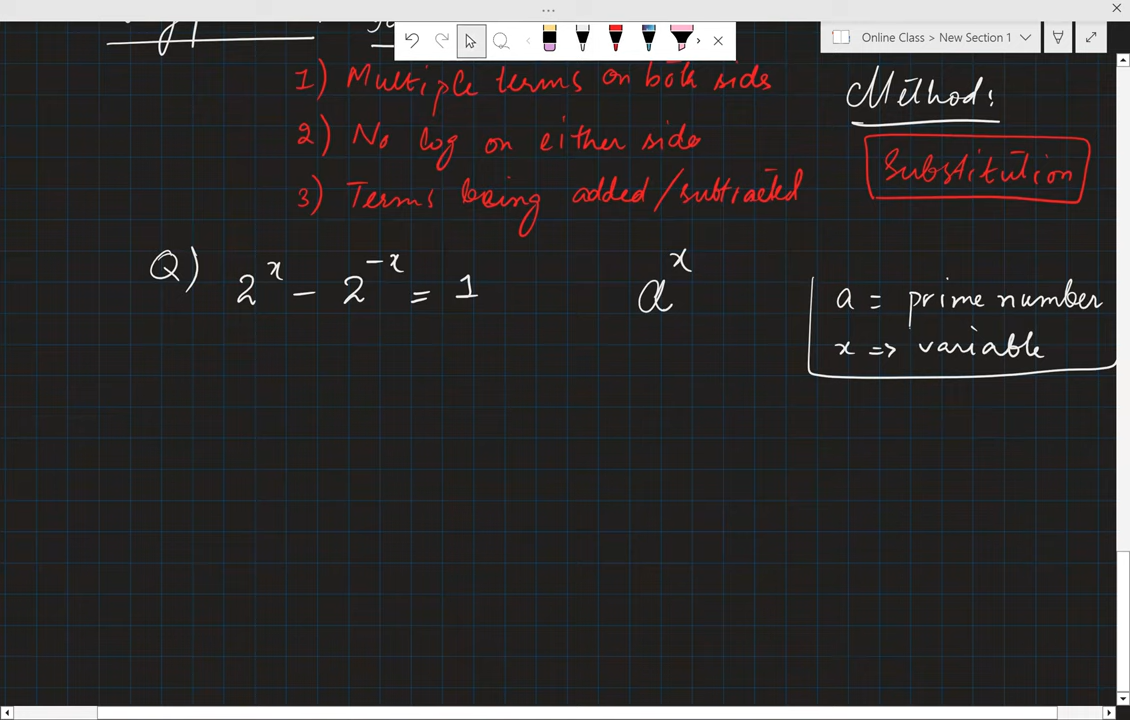 Online Class > New Section 1
1) Multiple terms on both sides
Method:
2) No log on either side
Substitution
3) Terms being added/subtracted
Q) 2^x - 2^-x = 1
a^x
a = prime number
x => variable